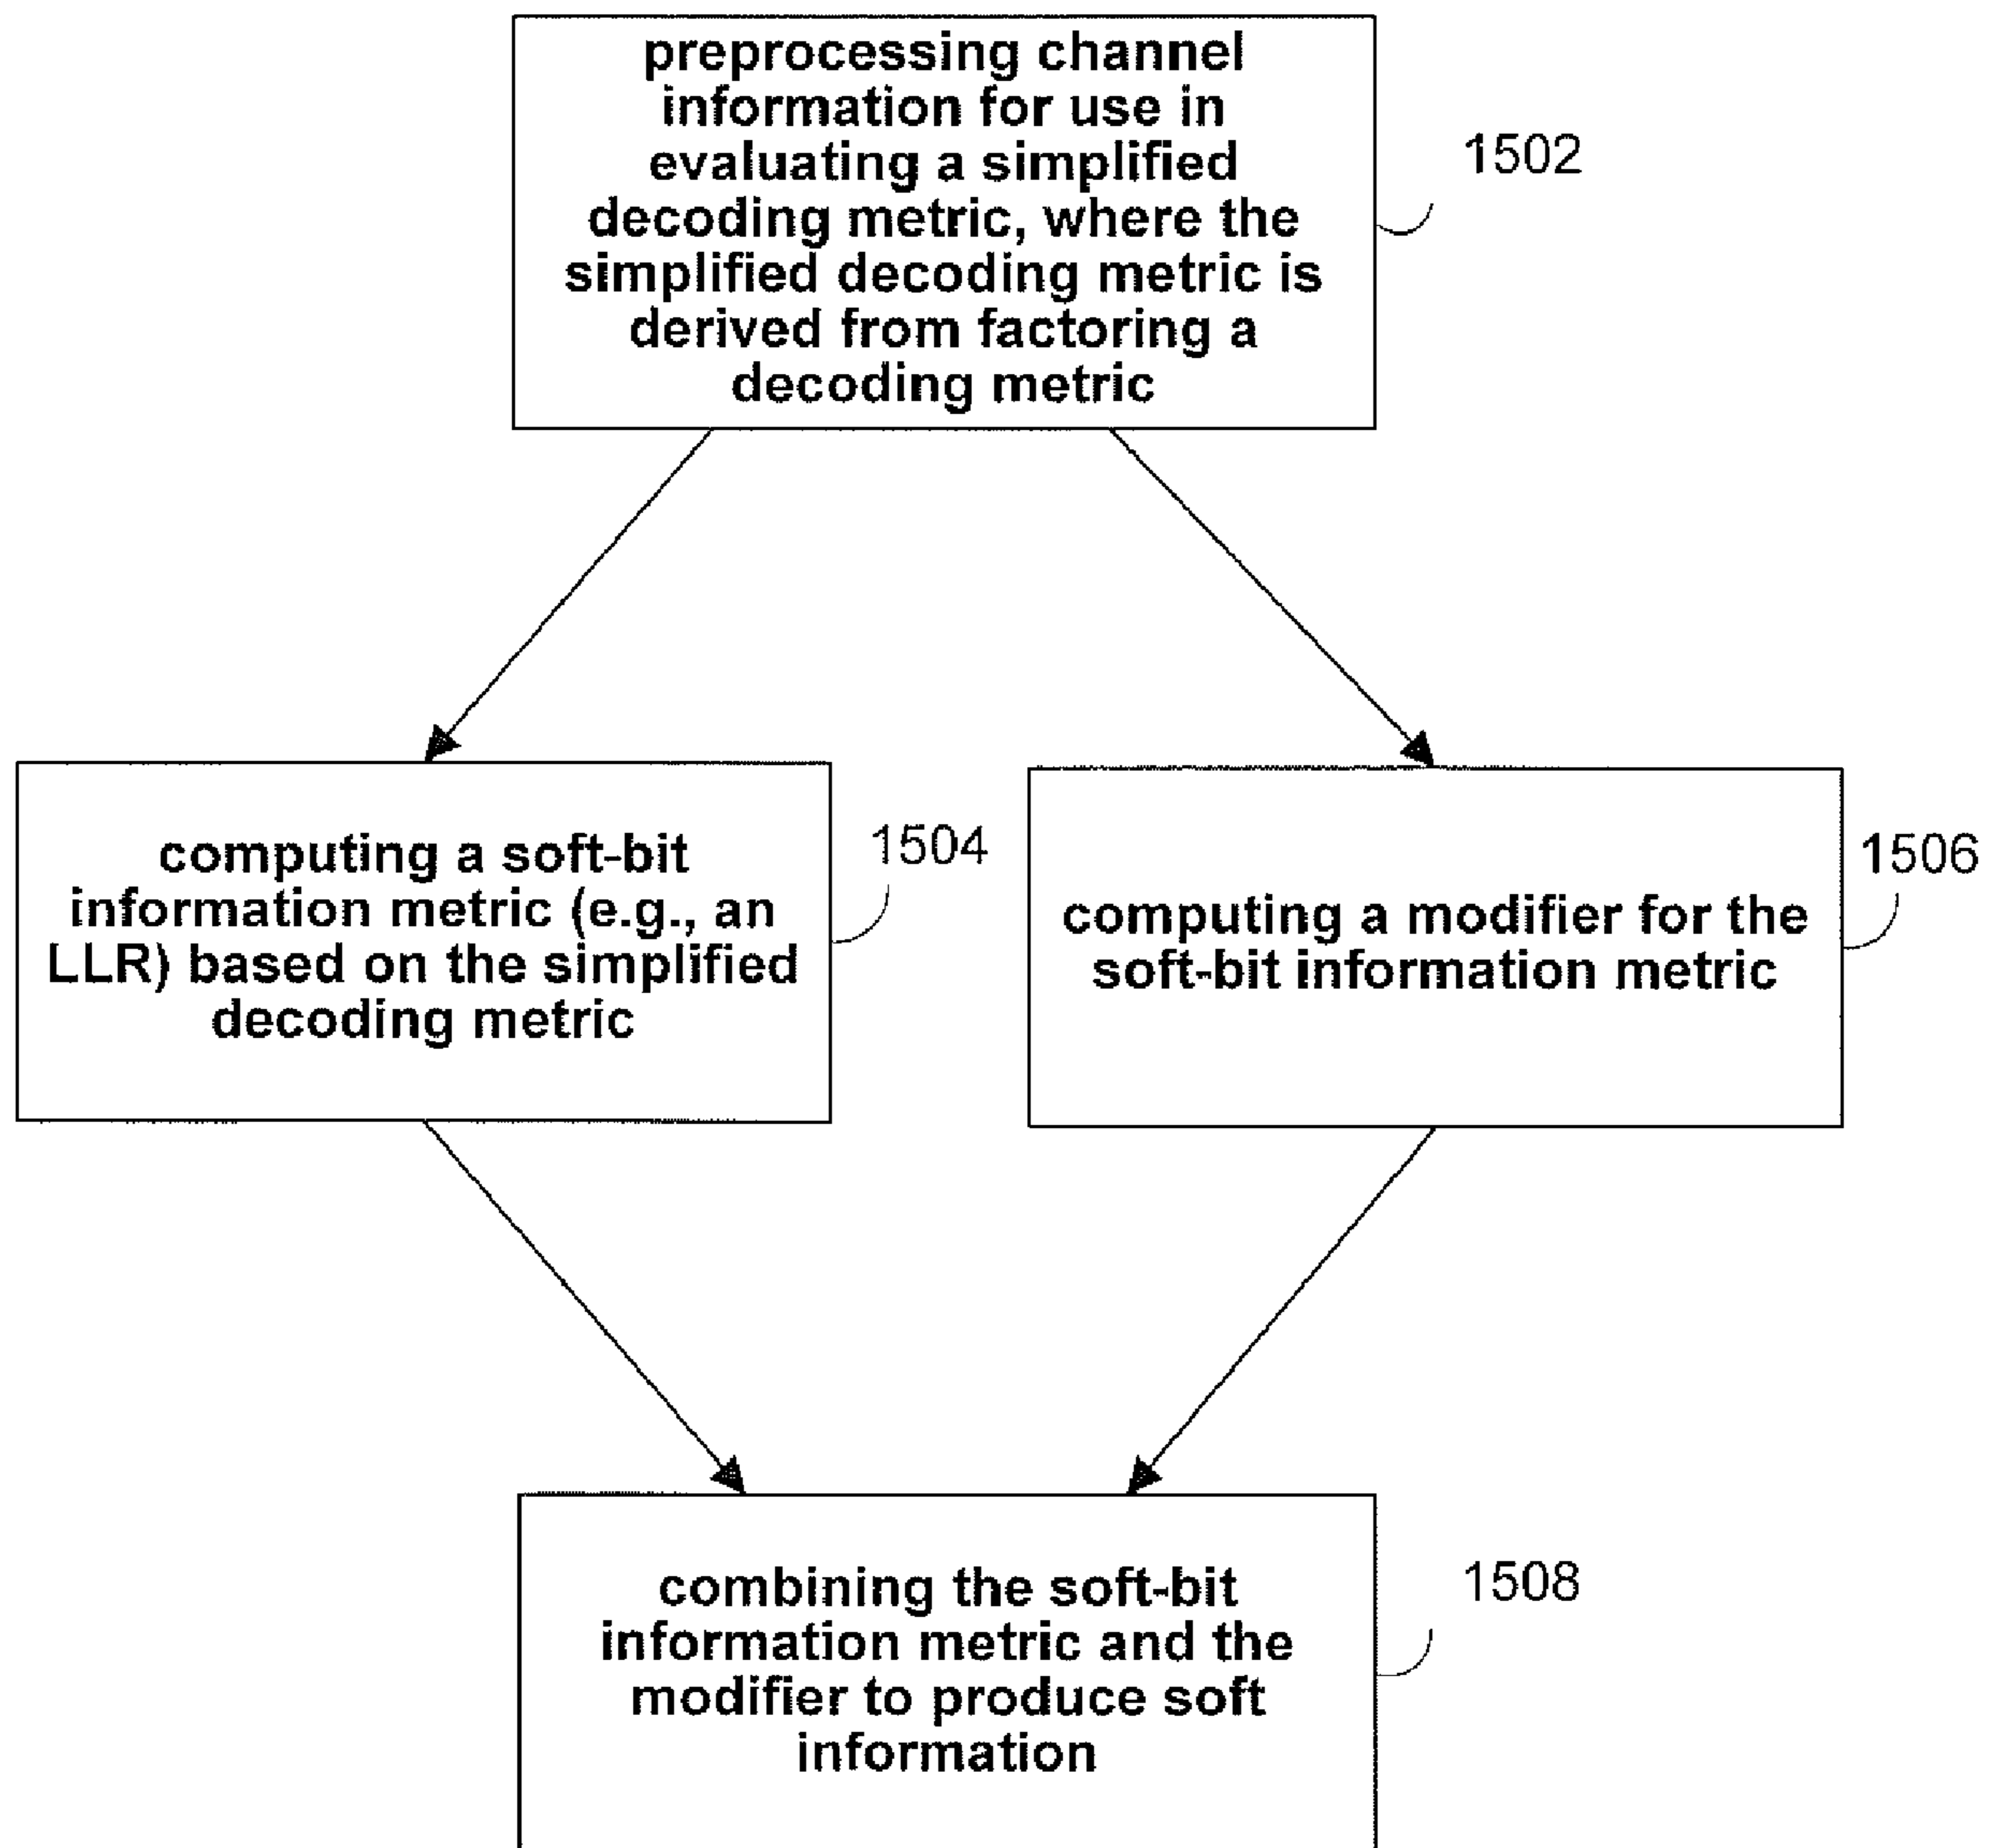 preprocessing channel
information for use in
evaluating a simplified
decoding metric, where the
simplified decoding metric is
derived from factoring a
decoding metric
1502
computing a soft-bit
information metric (e.g., an
LLR) based on the simplified
decoding metric
1504
computing a modifier for the
soft-bit information metric
1506
combining the soft-bit
information metric and the
modifier to produce soft
information
1508